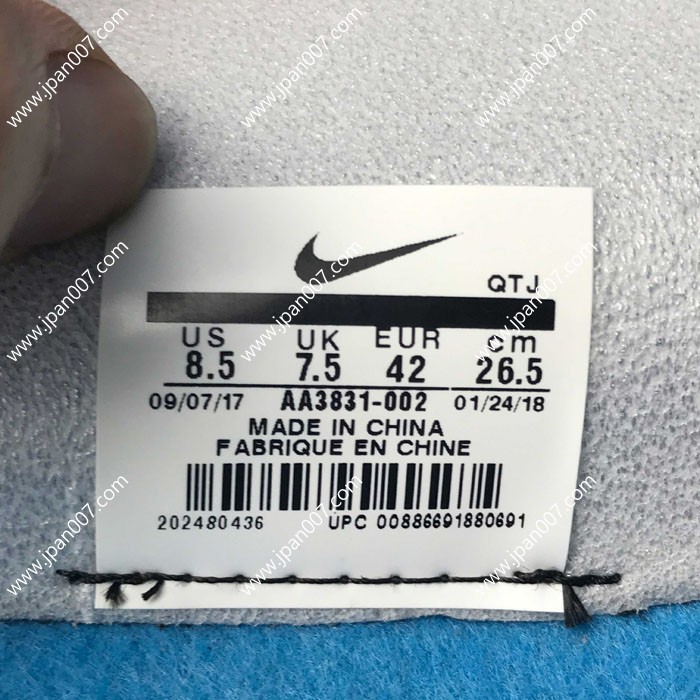 QTJ
US UK EUR cm
8.5 7.5 42 26.5
09/07/17 AA3831-002 01/24/18
MADE IN CHINA
FABRIQUE EN CHINE
202480436 UPC 00886691880691
www.jpan007.com